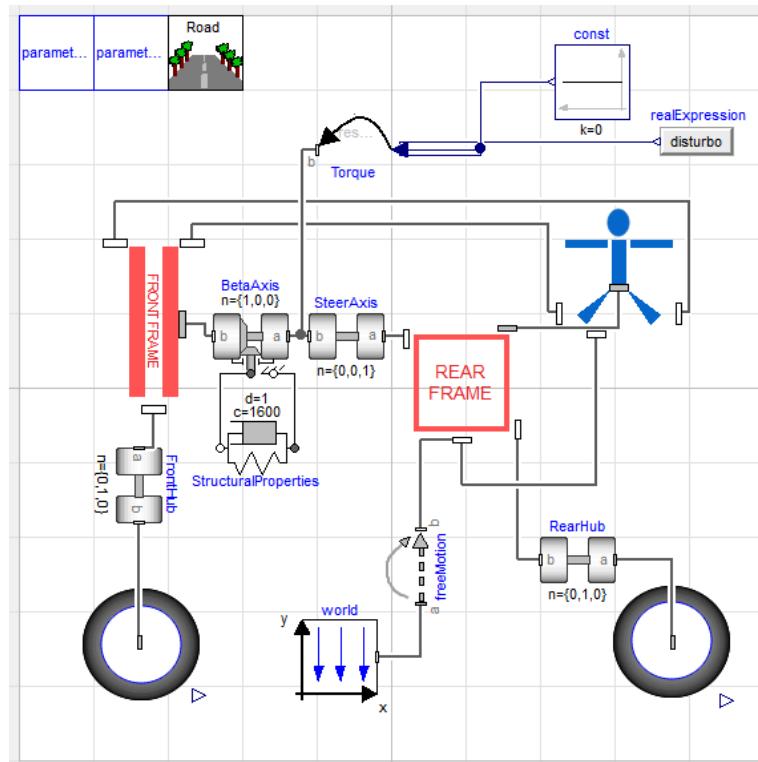 paramet...
paramet...
Road
const
k=0
realExpression
disturbo
res...
b
Torque
FRONT FRAME
BetaAxis
n={1,0,0}
b
a
SteerAxis
b
a
n={0,0,1}
REAR
FRAME
d=1
c=1600
StructuralProperties
a
b
n={0,1,0}
FrontHub
b
freeMotion
a
RearHub
b
a
n={0,1,0}
world
y
x